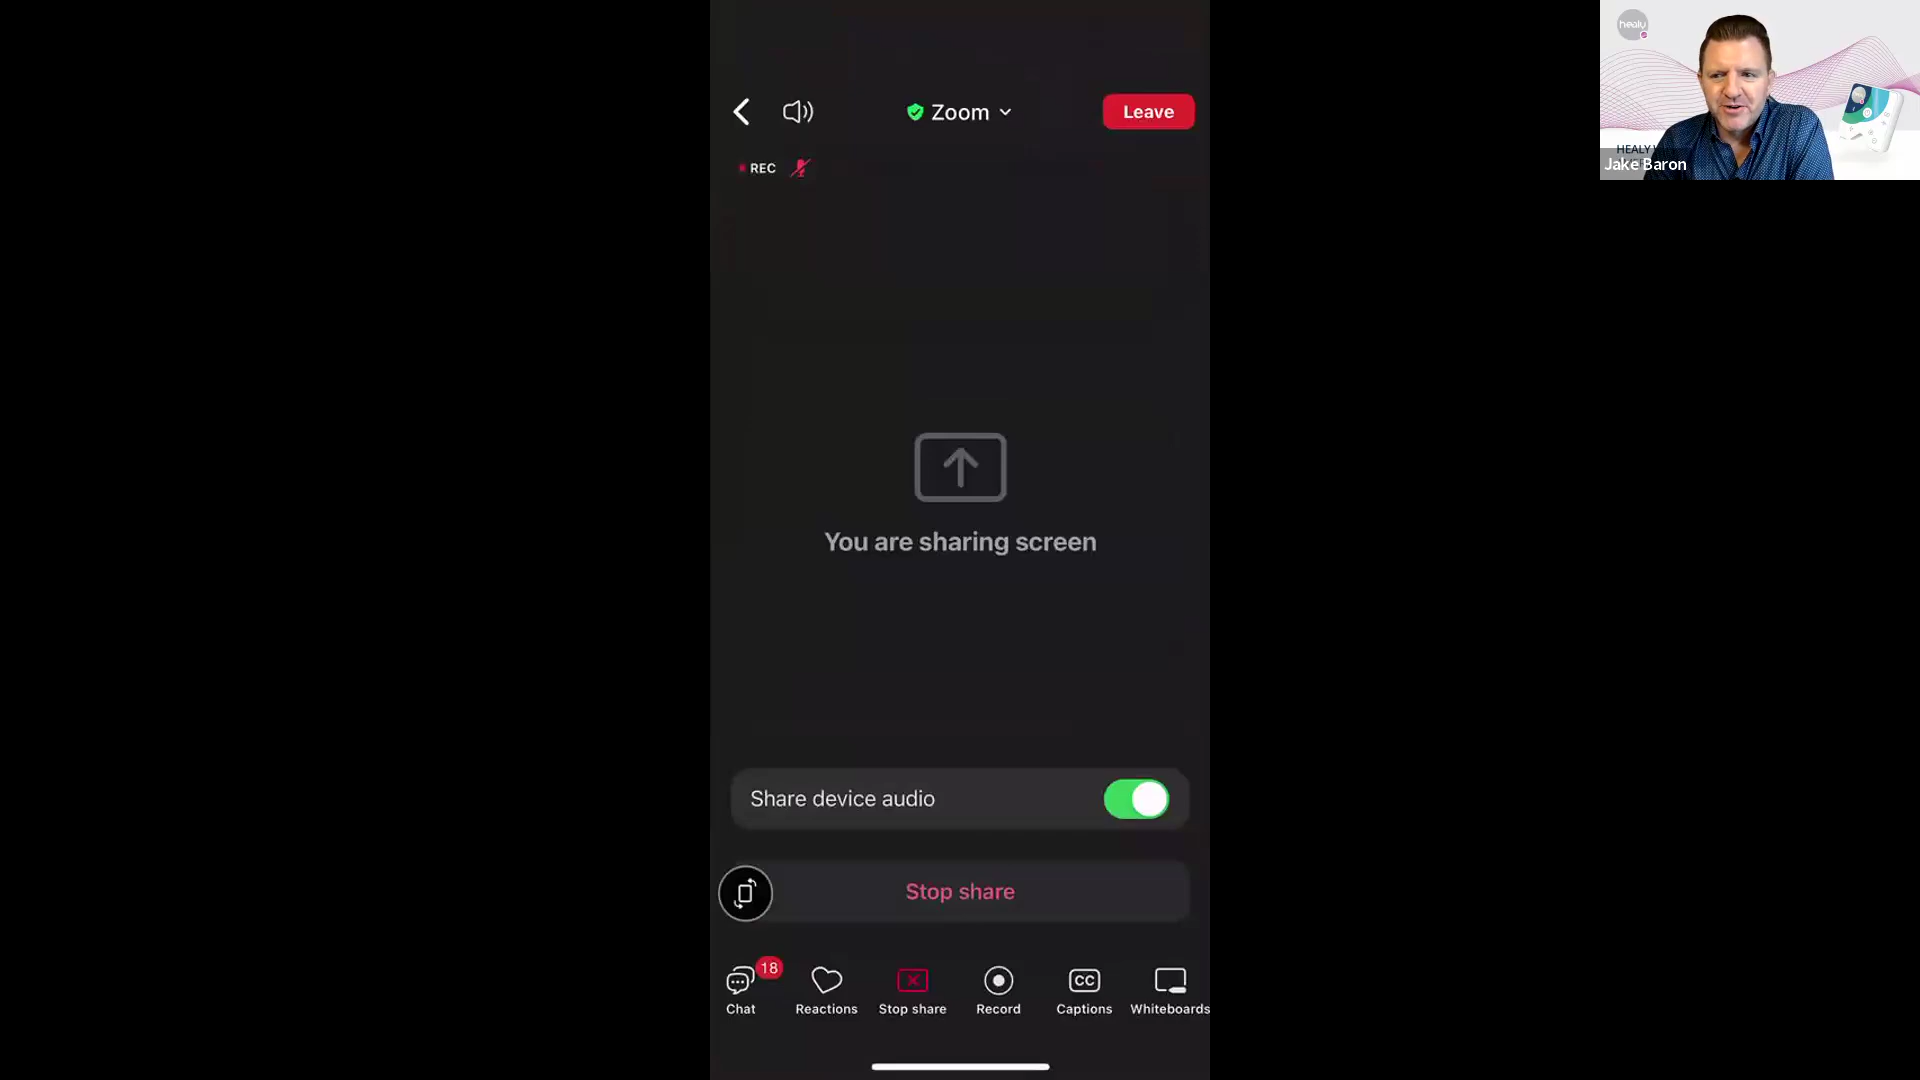 Zoom
Leave
REC
You are sharing screen
Share device audio
Stop share
18
Chat
Reactions
Stop share
Record
CC
Captions
Whiteboards
healy
HEALY
Jake Baron